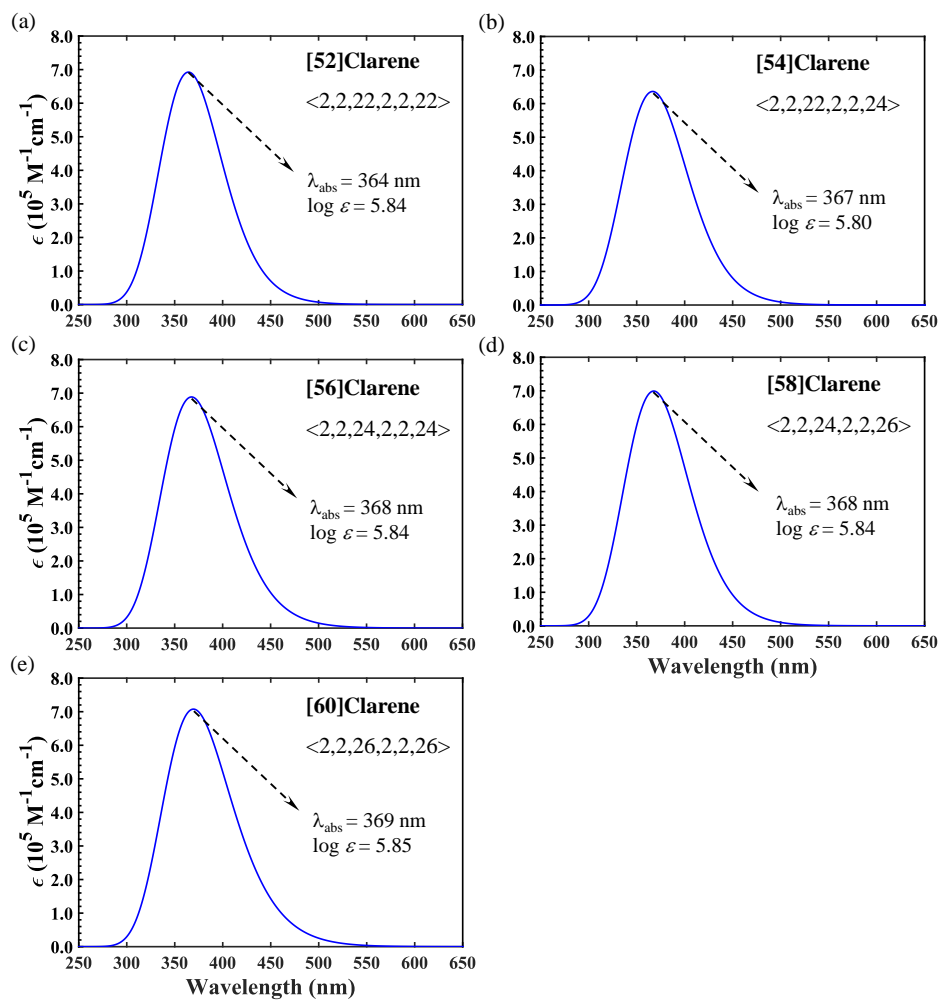 (a)
8.0
7.0
6.0
5.0
4.0
3.0
2.0
1.0
0.0
ϵ (10⁵ M⁻¹cm⁻¹)
[52]Clarene
<2,2,22,2,2,22>
λabs = 364 nm
log ε = 5.84
250 300 350 400 450 500 550 600 650
(b)
8.0
7.0
6.0
5.0
4.0
3.0
2.0
1.0
0.0
[54]Clarene
<2,2,22,2,2,24>
λabs = 367 nm
log ε = 5.80
250 300 350 400 450 500 550 600 650
(c)
8.0
7.0
6.0
5.0
4.0
3.0
2.0
1.0
0.0
ϵ (10⁵ M⁻¹cm⁻¹)
[56]Clarene
<2,2,24,2,2,24>
λabs = 368 nm
log ε = 5.84
250 300 350 400 450 500 550 600 650
(d)
8.0
7.0
6.0
5.0
4.0
3.0
2.0
1.0
0.0
[58]Clarene
<2,2,24,2,2,26>
λabs = 368 nm
log ε = 5.84
250 300 350 400 450 500 550 600 650
Wavelength (nm)
(e)
8.0
7.0
6.0
5.0
4.0
3.0
2.0
1.0
0.0
ϵ (10⁵ M⁻¹cm⁻¹)
[60]Clarene
<2,2,26,2,2,26>
λabs = 369 nm
log ε = 5.85
250 300 350 400 450 500 550 600 650
Wavelength (nm)